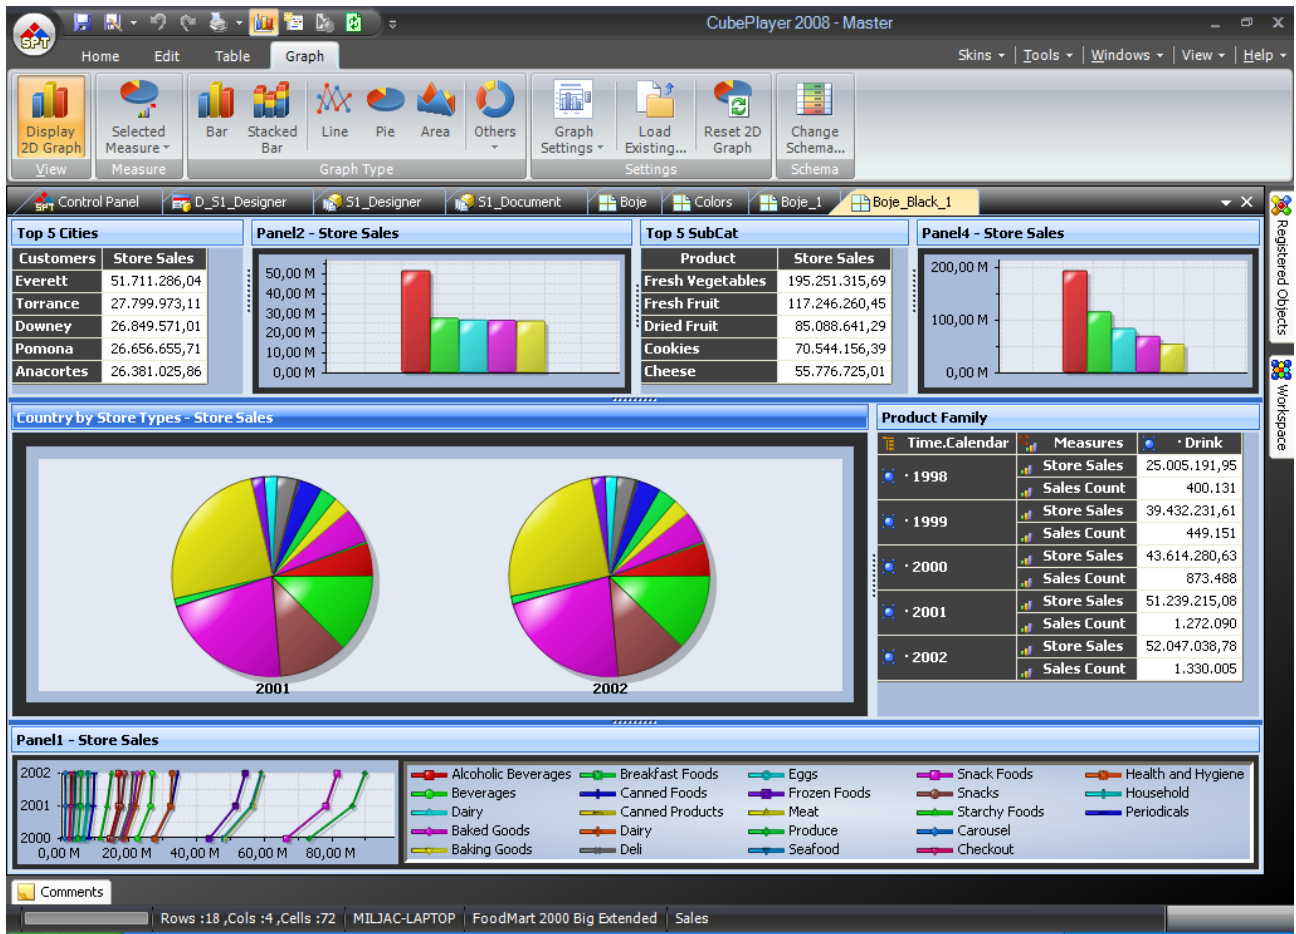 CubePlayer 2008 - Master
SPT
Home Edit Table Graph
Skins Tools Windows View Help
Display 2D Graph
Selected Measure
Bar
Stacked Bar
Line
Pie
Area
Others
Graph Settings
Load Existing...
Reset 2D Graph
Change Schema...
View Measure Graph Type Settings Schema
Control Panel D_S1_Designer S1_Designer S1_Document Boje Colors Boje_1 Boje_Black_1
Registered Objects
Workspace
Top 5 Cities
Customers Store Sales
Everett 51.711.286,04
Torrance 27.799.973,11
Downey 26.849.571,01
Pomona 26.656.655,71
Anacortes 26.381.025,86
Panel2 - Store Sales
50,00 M
40,00 M
30,00 M
20,00 M
10,00 M
0,00 M
Top 5 SubCat
Product Store Sales
Fresh Vegetables 195.251.315,69
Fresh Fruit 117.246.260,45
Dried Fruit 85.088.641,29
Cookies 70.544.156,39
Cheese 55.776.725,01
Panel4 - Store Sales
200,00 M
100,00 M
0,00 M
Country by Store Types - Store Sales
2001 2002
Product Family
Time.Calendar Measures · Drink
· 1998 Store Sales 25.005.191,95
Sales Count 400.131
· 1999 Store Sales 39.432.231,61
Sales Count 449.151
· 2000 Store Sales 43.614.280,63
Sales Count 873.488
· 2001 Store Sales 51.239.215,08
Sales Count 1.272.090
· 2002 Store Sales 52.047.038,78
Sales Count 1.330.005
Panel1 - Store Sales
2002
2001
2000
0,00 M 20,00 M 40,00 M 60,00 M 80,00 M
Alcoholic Beverages Breakfast Foods Eggs Snack Foods Health and Hygiene
Beverages Canned Foods Frozen Foods Snacks Household
Dairy Canned Products Meat Starchy Foods Periodicals
Baked Goods Dairy Produce Carousel
Baking Goods Deli Seafood Checkout
Comments
Rows :18 ,Cols :4 ,Cells :72 MILJAC-LAPTOP FoodMart 2000 Big Extended Sales